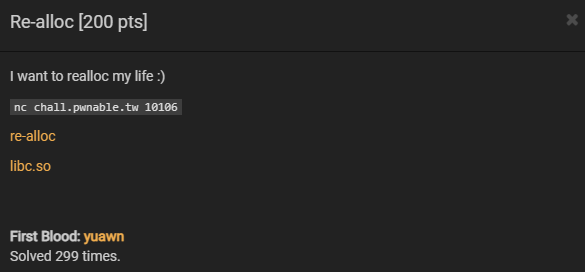 Re-alloc [200 pts]
×
I want to realloc my life :)
nc chall.pwnable.tw 10106
re-alloc
libc.so
First Blood: yuawn
Solved 299 times.